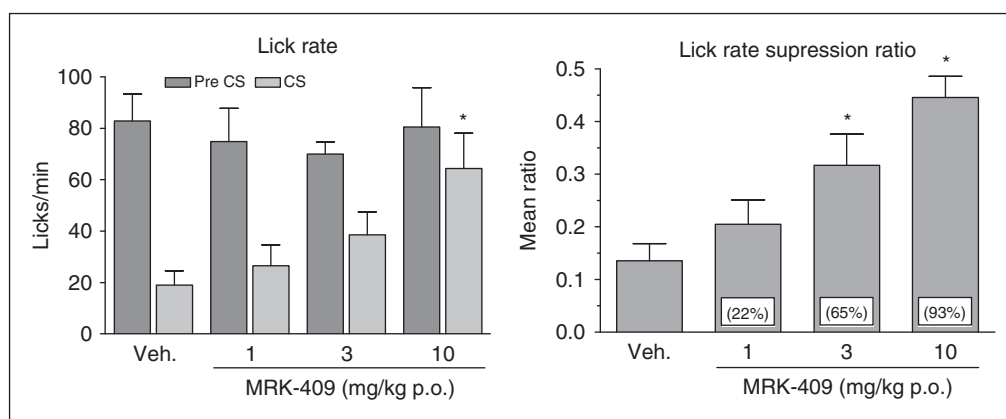 Lick rate
Pre CS
CS
100
80
60
40
20
0
Licks/min
*
Veh.
1
3
10
MRK-409 (mg/kg p.o.)
Lick rate supression ratio
0.5
0.4
0.3
0.2
0.1
0.0
Mean ratio
*
*
(22%)
(65%)
(93%)
Veh.
1
3
10
MRK-409 (mg/kg p.o.)